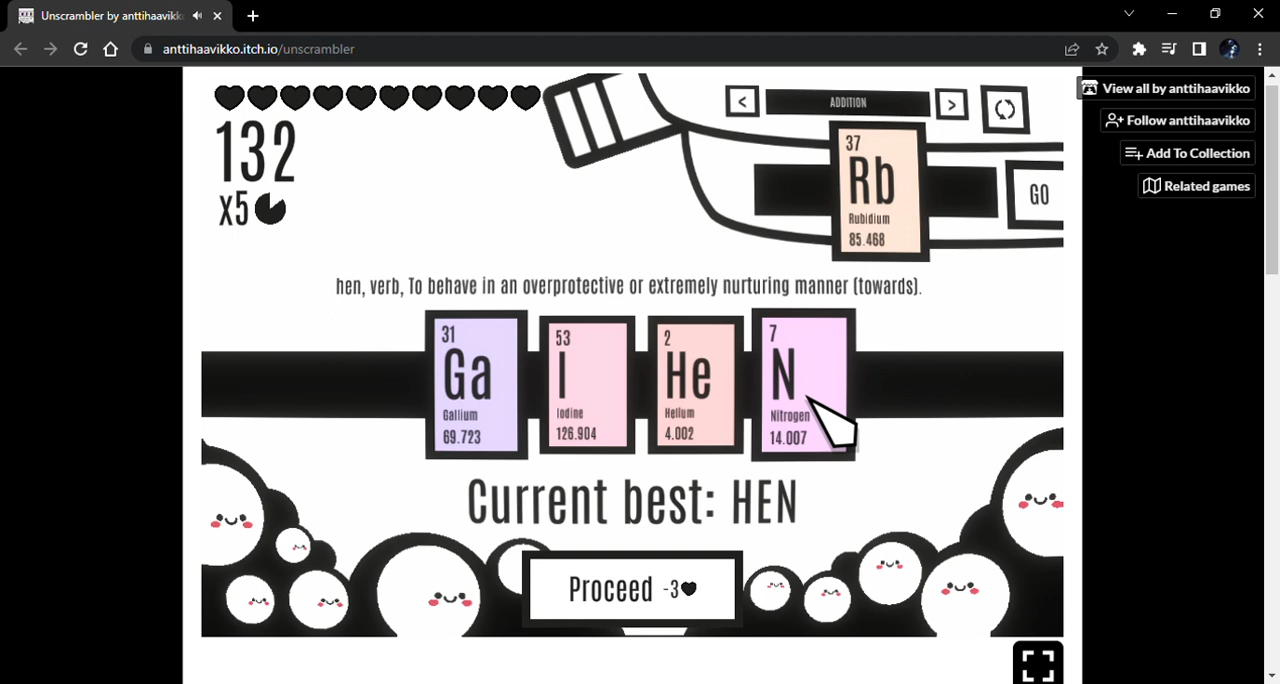 Unscrambler by anttihaavikk
anttihaavikko.itch.io/unscrambler
View all by anttihaavikko
Follow anttihaavikko
Add To Collection
Related games
132
x5
<
ADDITION
>
37
Rb
Rubidium
85.468
GO
hen, verb, To behave in an overprotective or extremely nurturing manner (towards).
31
Ga
Gallium
69.723
53
I
Iodine
126.904
2
He
Helium
4.002
7
N
Nitrogen
14.007
Current best: HEN
Proceed -3